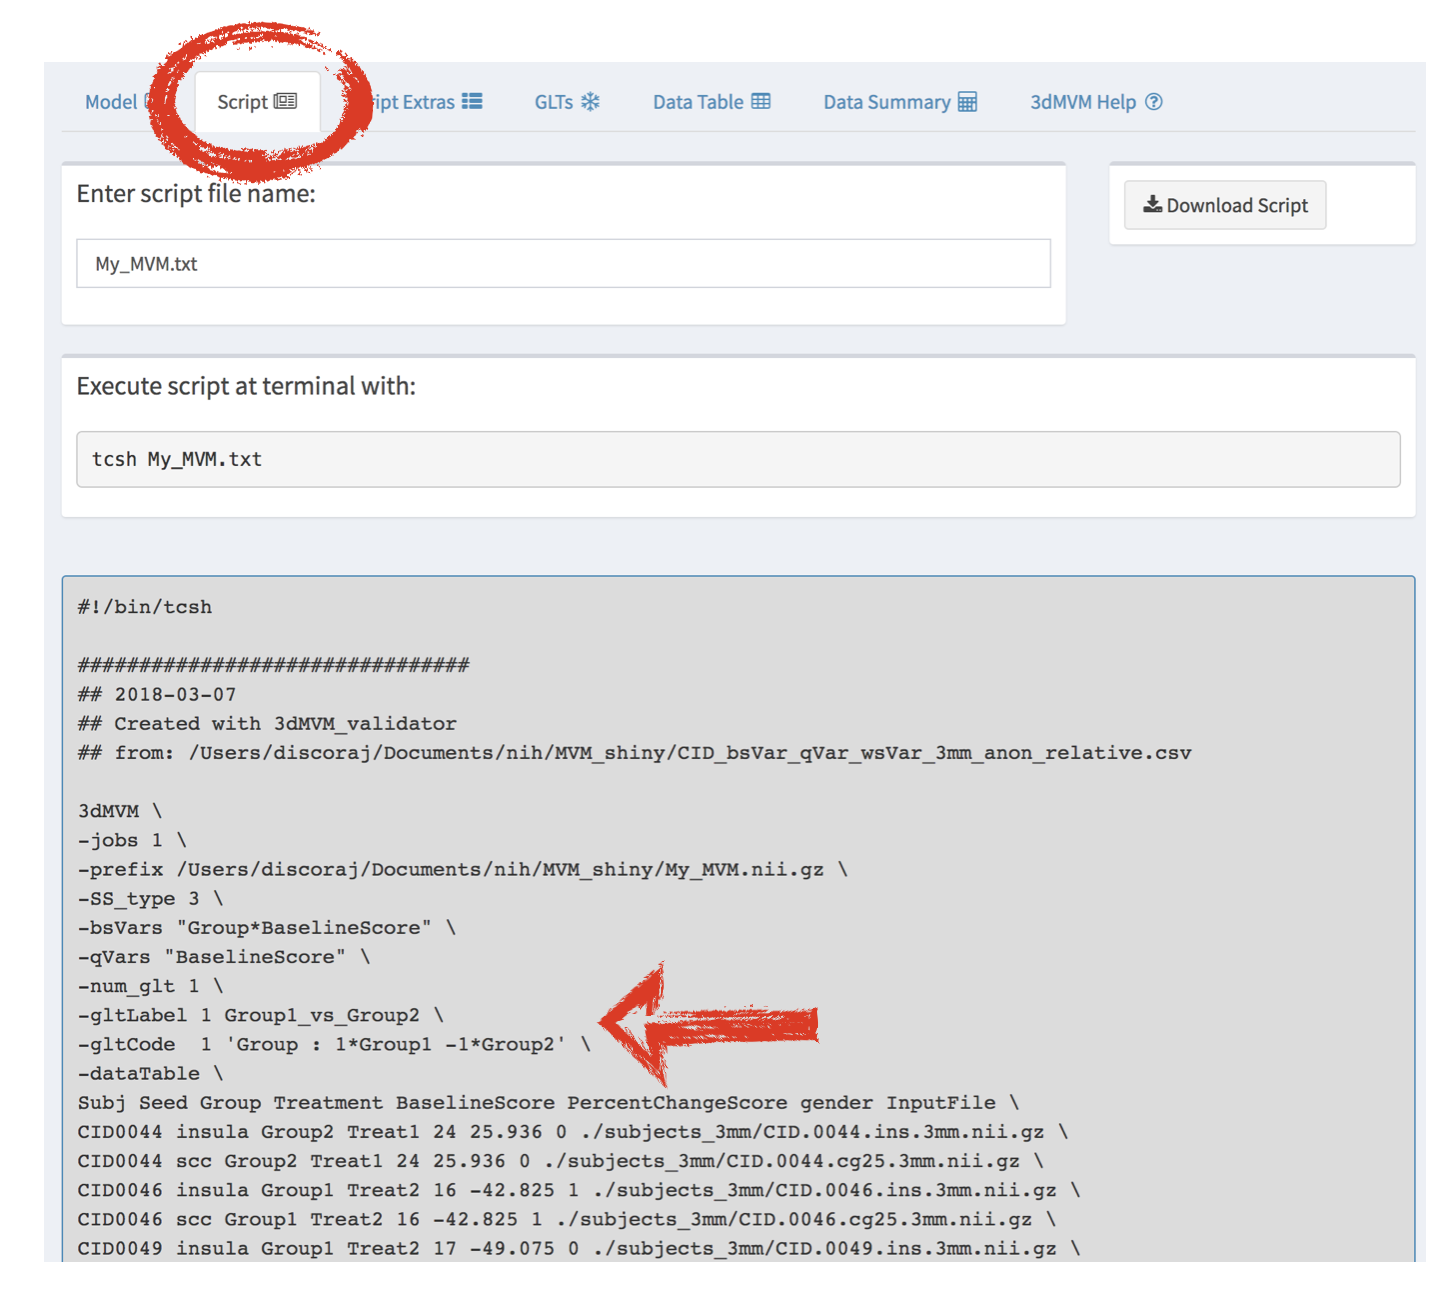 Model Script ipt Extras GLTs Data Table Data Summary 3dMVM Help
Enter script file name:
Download Script
My_MVM.txt
Execute script at terminal with:
tcsh My_MVM.txt
#!/bin/tcsh
################################
## 2018-03-07
## Created with 3dMVM_validator
## from: /Users/discoraj/Documents/nih/MVM_shiny/CID_bsVar_qVar_wsVar_3mm_anon_relative.csv
3dMVM \
-jobs 1 \
-prefix /Users/discoraj/Documents/nih/MVM_shiny/My_MVM.nii.gz \
-SS_type 3 \
-bsVars "Group*BaselineScore" \
-qVars "BaselineScore" \
-num_glt 1 \
-gltLabel 1 Group1_vs_Group2 \
-gltCode  1 'Group : 1*Group1 -1*Group2' \
-dataTable \
Subj Seed Group Treatment BaselineScore PercentChangeScore gender InputFile \
CID0044 insula Group2 Treat1 24 25.936 0 ./subjects_3mm/CID.0044.ins.3mm.nii.gz \
CID0044 scc Group2 Treat1 24 25.936 0 ./subjects_3mm/CID.0044.cg25.3mm.nii.gz \
CID0046 insula Group1 Treat2 16 -42.825 1 ./subjects_3mm/CID.0046.ins.3mm.nii.gz \
CID0046 scc Group1 Treat2 16 -42.825 1 ./subjects_3mm/CID.0046.cg25.3mm.nii.gz \
CID0049 insula Group1 Treat2 17 -49.075 0 ./subjects_3mm/CID.0049.ins.3mm.nii.gz \